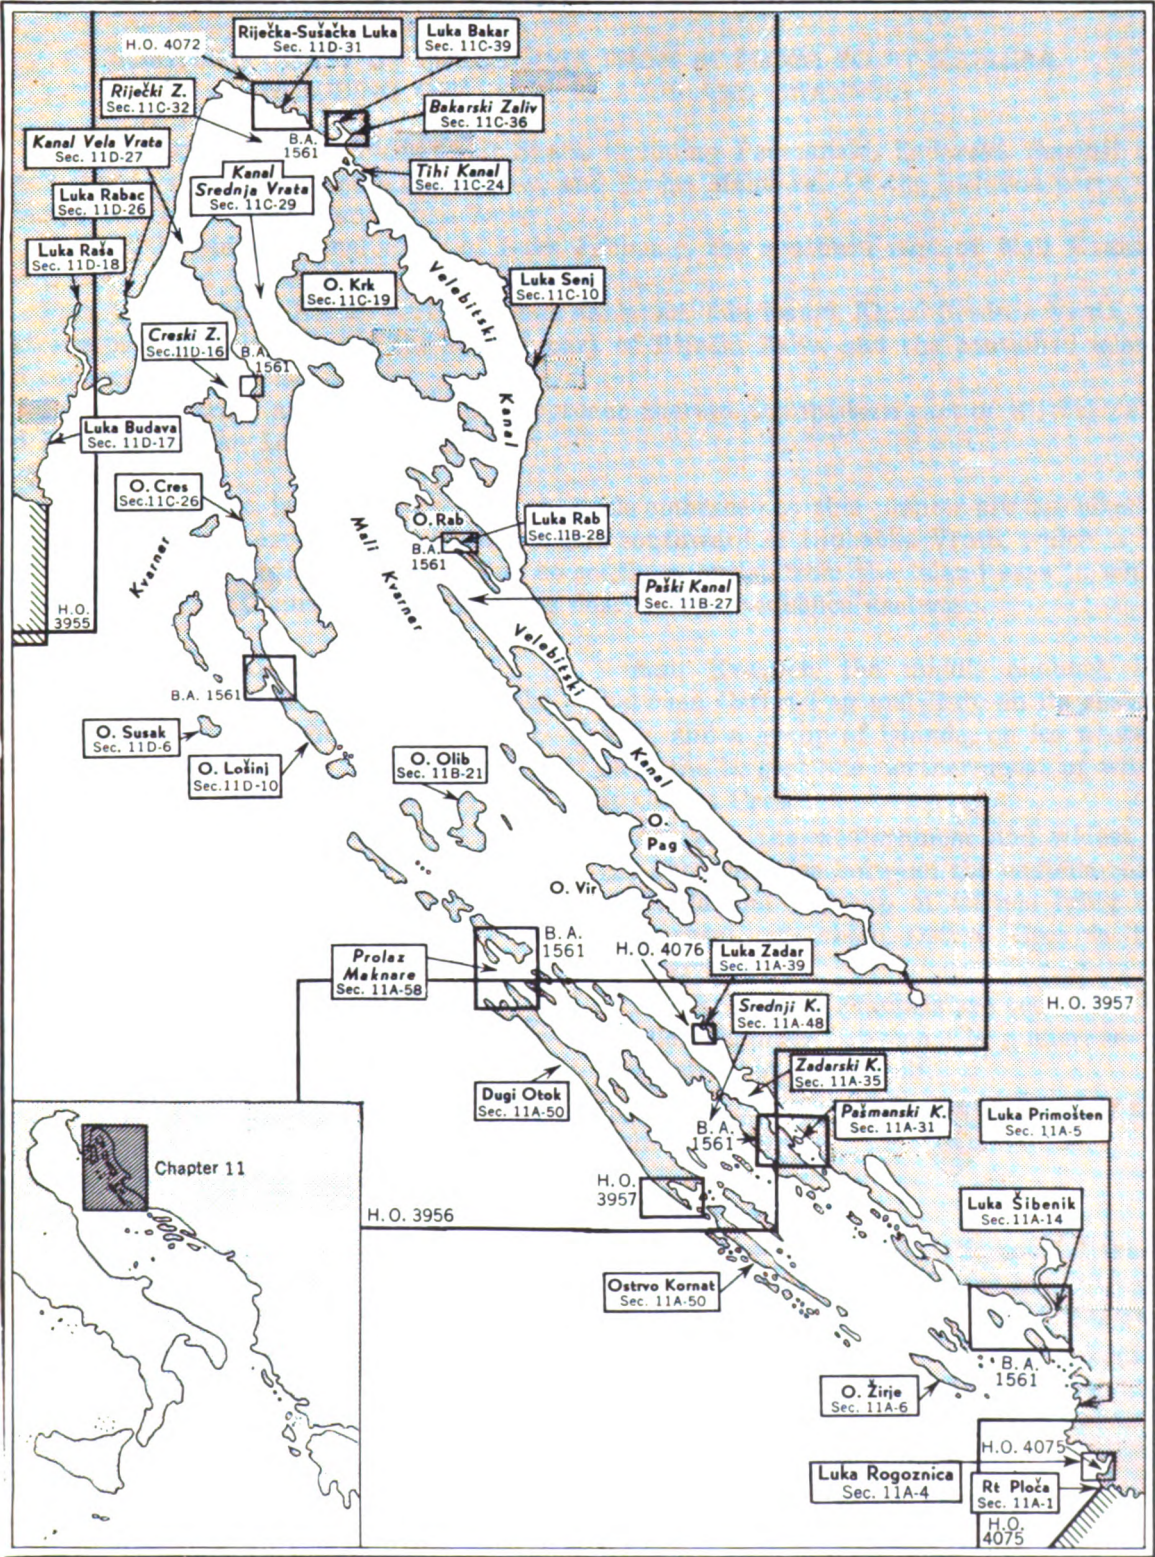 H.O. 4072
Riječka-Sušačka Luka
Sec. 11D-31
Luka Bakar
Sec. 11C-39
Riječki Z.
Sec. 11C-32
B.A.
1561
Bakarski Zaliv
Sec. 11C-36
Kanal Vela Vrata
Sec. 11D-27
Kanal
Srednja Vrata
Sec. 11C-29
Tihi Kanal
Sec. 11C-24
Luka Rabac
Sec. 11D-26
Luka Raša
Sec. 11D-18
O. Krk
Sec. 11C-19
Velebitski
Kanal
Luka Senj
Sec. 11C-10
Creski Z.
Sec. 11D-16
B.A.
1561
Luka Budava
Sec. 11D-17
O. Cres
Sec. 11C-26
Kvarner
Mali
Kvarner
O. Rab
B.A.
1561
Luka Rab
Sec. 11B-28
Paški Kanal
Sec. 11B-27
H.O.
3955
Velebitski
Kanal
B.A. 1561
O. Susak
Sec. 11D-6
O. Lošinj
Sec. 11D-10
O. Olib
Sec. 11B-21
O.
Pag
O. Vir
B.A.
1561
Prolaz
Maknare
Sec. 11A-58
H.O. 4076
Luka Zadar
Sec. 11A-39
H.O. 3957
Srednji K.
Sec. 11A-48
Zadarski K.
Sec. 11A-35
Dugi Otok
Sec. 11A-50
B.A.
1561
Pašmanski K.
Sec. 11A-31
Luka Primošten
Sec. 11A-5
Chapter 11
H.O.
3957
H.O. 3956
Luka Šibenik
Sec. 11A-14
Ostrvo Kornat
Sec. 11A-50
B.A.
1561
O. Žirje
Sec. 11A-6
H.O. 4075
Luka Rogoznica
Sec. 11A-4
Rt Ploča
Sec. 11A-1
H.O.
4075